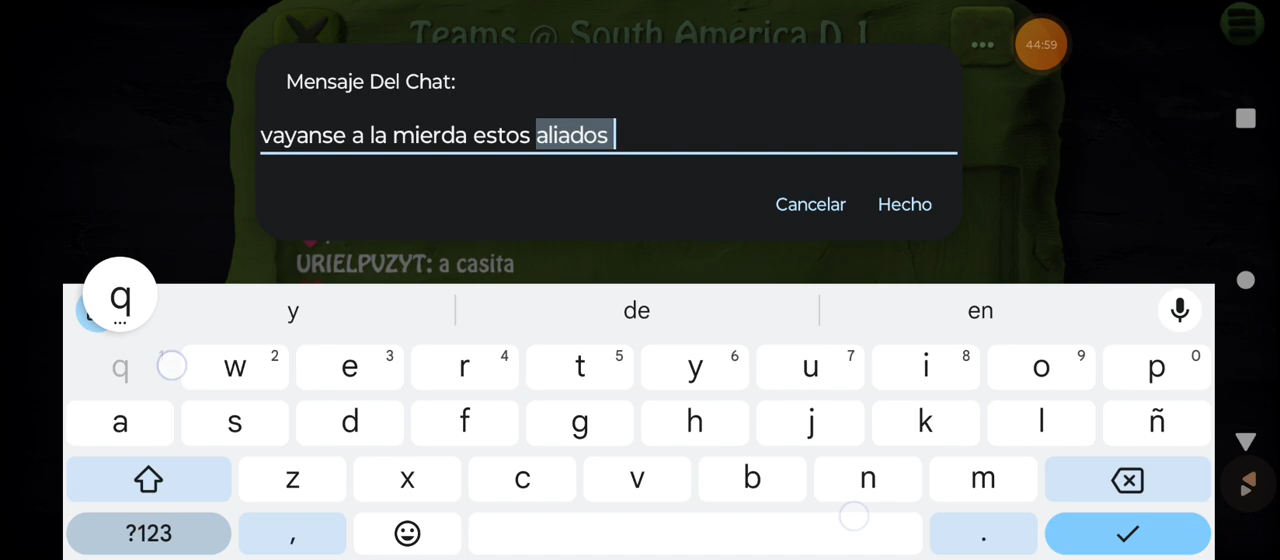 Teams @ South America D 1
44:59
Mensaje Del Chat:
vayanse a la mierda estos aliados
Cancelar Hecho
URIELPVZYT: a casita
q
y de en
q w 2 e 3 r 4 t 5 y 6 u 7 i 8 o 9 p 0
a s d f g h j k l ñ
z x c v b n m
?123 , .